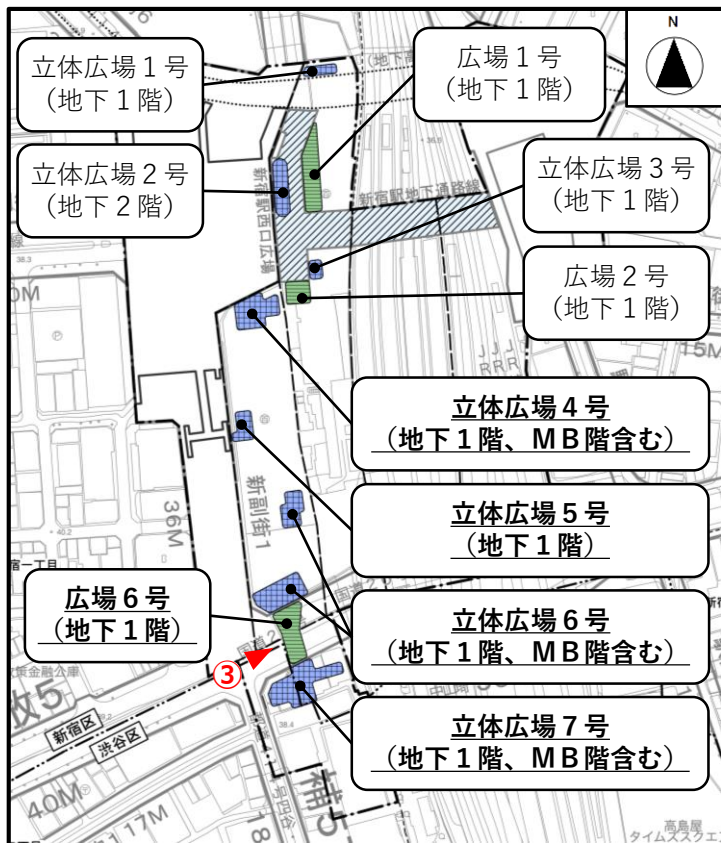 N
立体広場１号
（地下１階）
広場１号
（地下１階）
立体広場２号
（地下２階）
立体広場３号
（地下１階）
新宿駅地下通路線
新宿駅西口広場
広場２号
（地下１階）
15M
立体広場４号
（地下１階、ＭＢ階含む）
立体広場５号
（地下１階）
新副街１
36M
広場６号
（地下１階）
立体広場６号
（地下１階、ＭＢ階含む）
③
新宿区
渋谷区
立体広場７号
（地下１階、ＭＢ階含む）
40M
17M
補5
高島屋
タイムズスクエ